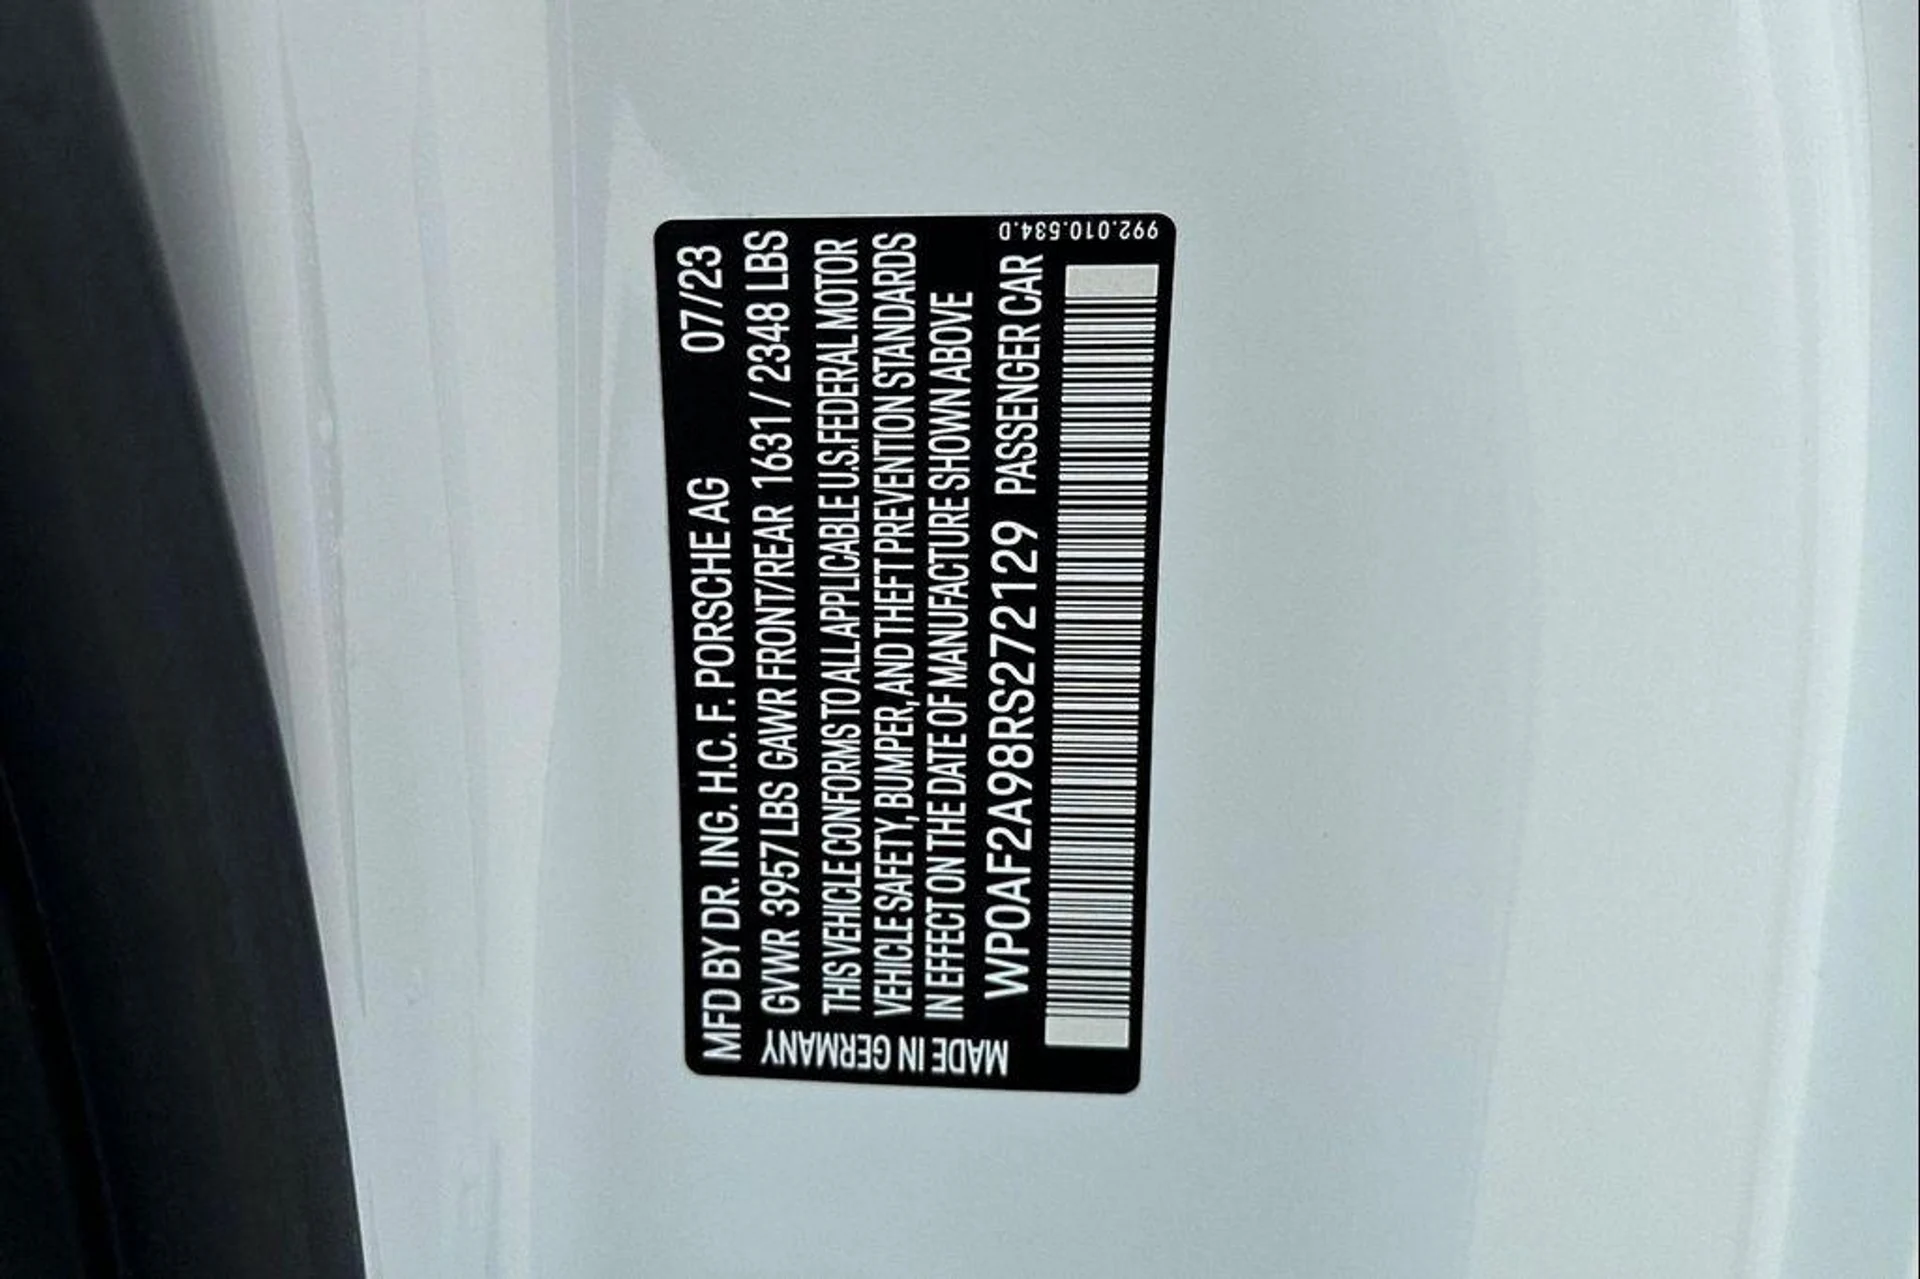 MFD BY DR. ING. H.C. F. PORSCHE AG 07/23
GVWR 3957 LBS GAWR FRONT/REAR 1631 / 2348 LBS
THIS VEHICLE CONFORMS TO ALL APPLICABLE U.S. FEDERAL MOTOR
VEHICLE SAFETY, BUMPER, AND THEFT PREVENTION STANDARDS
IN EFFECT ON THE DATE OF MANUFACTURE SHOWN ABOVE
WP0AF2A98RS272129 PASSENGER CAR
MADE IN GERMANY
992.010.534.D